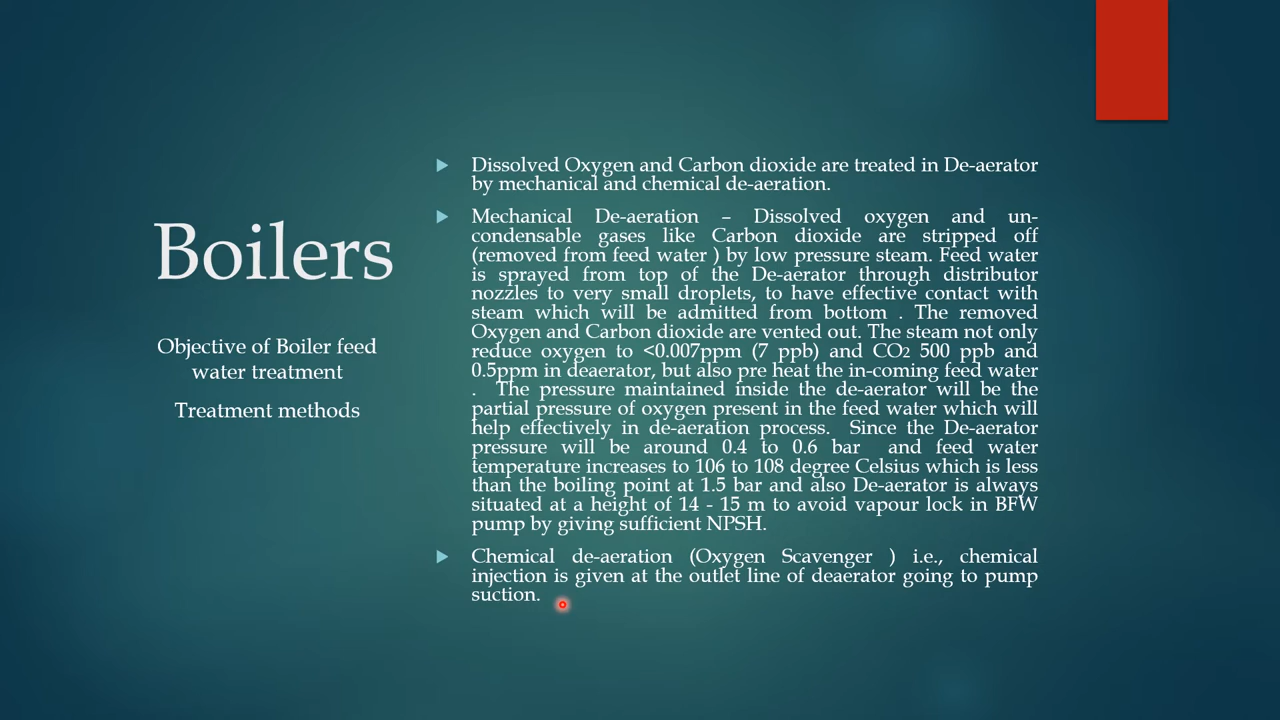 Boilers
Objective of Boiler feed
water treatment
Treatment methods
Dissolved Oxygen and Carbon dioxide are treated in De-aerator
by mechanical and chemical de-aeration.
Mechanical De-aeration – Dissolved oxygen and un-
condensable gases like Carbon dioxide are stripped off
(removed from feed water ) by low pressure steam. Feed water
is sprayed from top of the De-aerator through distributor
nozzles to very small droplets, to have effective contact with
steam which will be admitted from bottom . The removed
Oxygen and Carbon dioxide are vented out. The steam not only
reduce oxygen to <0.007ppm (7 ppb) and CO2 500 ppb and
0.5ppm in deaerator, but also pre heat the in-coming feed water
. The pressure maintained inside the de-aerator will be the
partial pressure of oxygen present in the feed water which will
help effectively in de-aeration process. Since the De-aerator
pressure will be around 0.4 to 0.6 bar and feed water
temperature increases to 106 to 108 degree Celsius which is less
than the boiling point at 1.5 bar and also De-aerator is always
situated at a height of 14 - 15 m to avoid vapour lock in BFW
pump by giving sufficient NPSH.
Chemical de-aeration (Oxygen Scavenger ) i.e., chemical
injection is given at the outlet line of deaerator going to pump
suction.